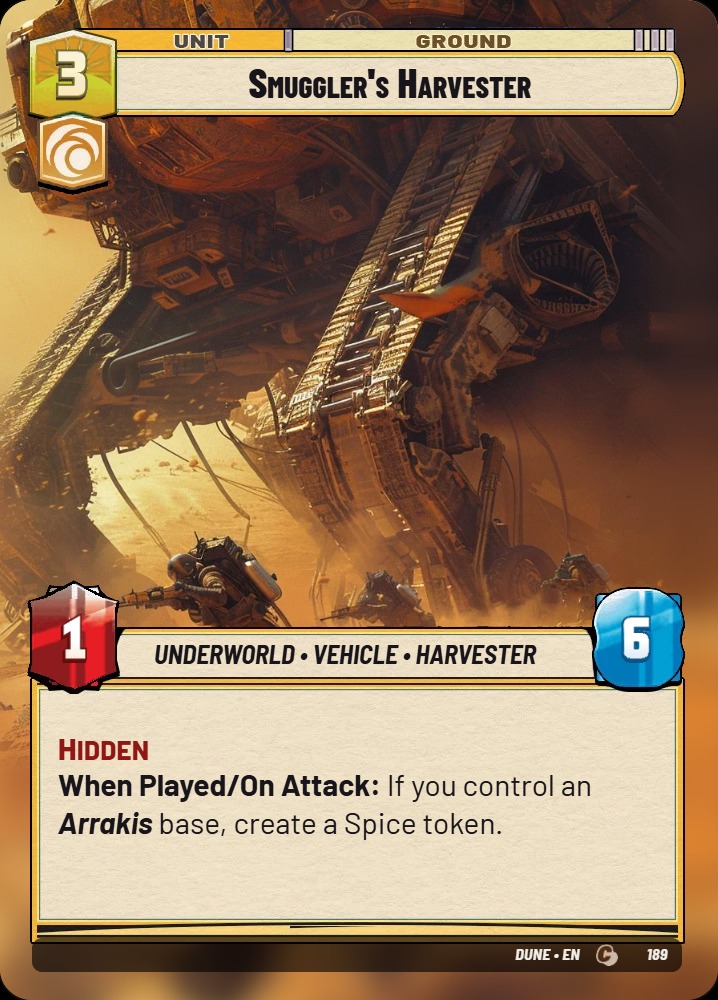 UNIT GROUND
3 Smuggler's Harvester
1 UNDERWORLD • VEHICLE • HARVESTER 6
HIDDEN
When Played/On Attack: If you control an
Arrakis base, create a Spice token.
DUNE • EN C 189